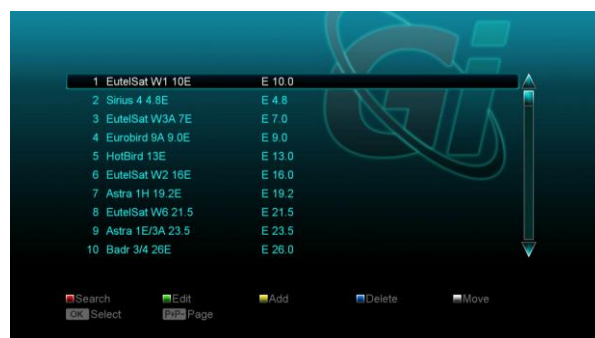 Gi
1 EutelSat W1 10E E 10.0
2 Sirius 4 4.8E E 4.8
3 EutelSat W3A 7E E 7.0
4 Eurobird 9A 9.0E E 9.0
5 HotBird 13E E 13.0
6 EutelSat W2 16E E 16.0
7 Astra 1H 19.2E E 19.2
8 EutelSat W6 21.5 E 21.5
9 Astra 1E/3A 23.5 E 23.5
10 Badr 3/4 26E E 26.0
Search Edit Add Delete Move
OK Select P+P- Page